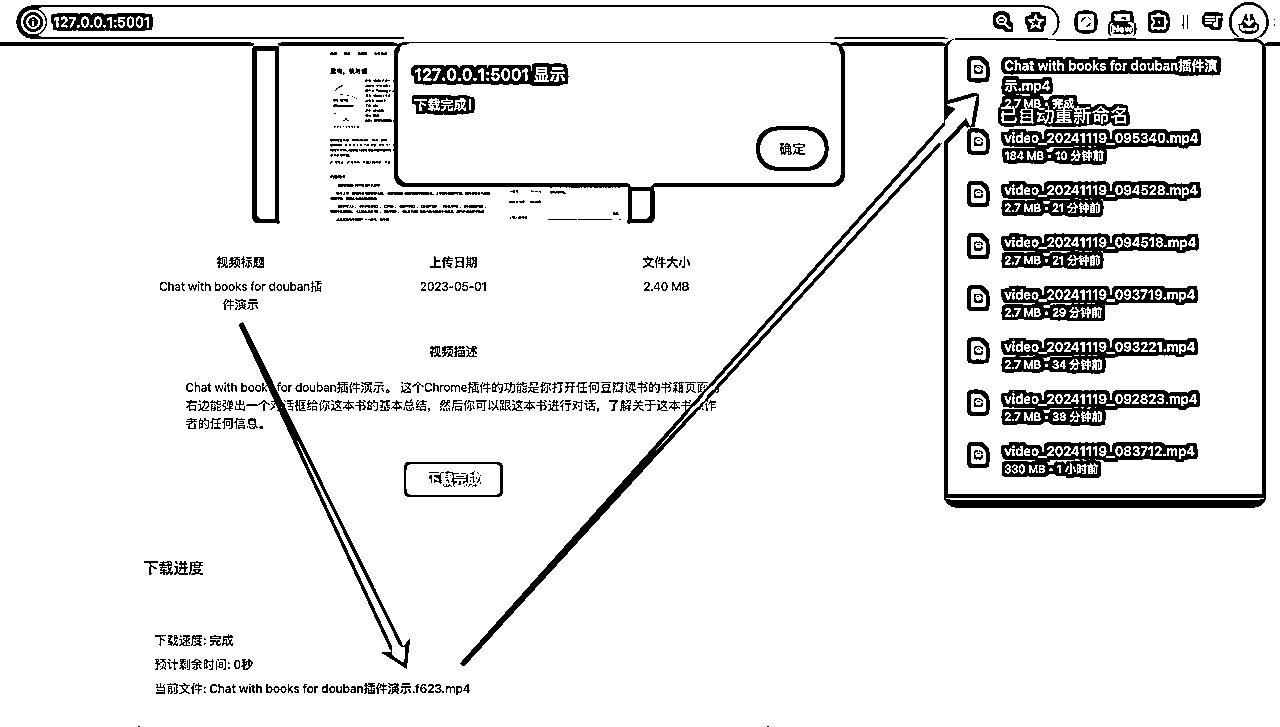 127.0.0.1:5001
New
127.0.0.1:5001 显示
下载完成!
确定
Chat with books for douban插件演
示.mp4
2.7 MB • 完成
已自动重新命名
video_20241119_095340.mp4
184 MB • 10 分钟前
video_20241119_094528.mp4
2.7 MB • 21 分钟前
video_20241119_094518.mp4
2.7 MB • 21 分钟前
video_20241119_093719.mp4
2.7 MB • 29 分钟前
video_20241119_093221.mp4
2.7 MB • 34 分钟前
video_20241119_092823.mp4
2.7 MB • 38 分钟前
video_20241119_083712.mp4
330 MB • 1 小时前
视频标题
Chat with books for douban插
件演示
上传日期
2023-05-01
文件大小
2.40 MB
视频描述
Chat with books for douban插件演示。 这个Chrome插件的功能是你打开任何豆瓣读书的书籍页面
右边能弹出一个对话框给你这本书的基本总结，然后你可以跟这本书进行对话，了解关于这本书 作
者的任何信息。
下载完成
下载进度
下载速度: 完成
预计剩余时间: 0秒
当前文件: Chat with books for douban插件演示.f623.mp4